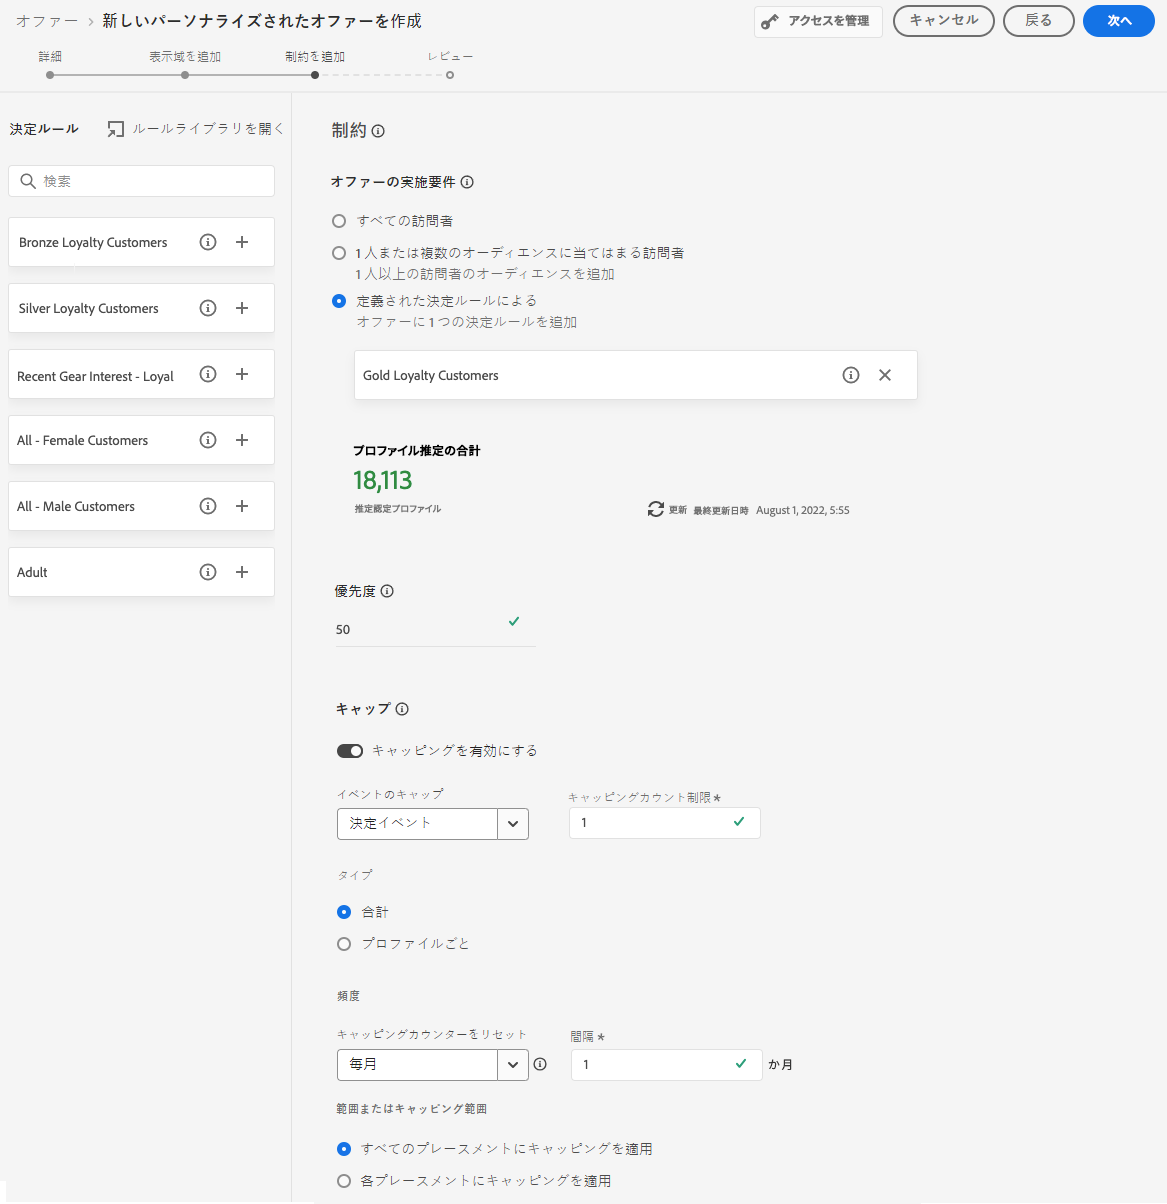 オファー > 新しいパーソナライズされたオファーを作成
アクセスを管理
キャンセル
戻る
次へ
詳細
表示域を追加
制約を追加
レビュー
決定ルール
ルールライブラリを開く
検索
Bronze Loyalty Customers
Silver Loyalty Customers
Recent Gear Interest - Loyal
All - Female Customers
All - Male Customers
Adult
制約
オファーの実施要件
すべての訪問者
1 人または複数のオーディエンスに当てはまる訪問者
1 人以上の訪問者のオーディエンスを追加
定義された決定ルールによる
オファーに 1 つの決定ルールを追加
Gold Loyalty Customers
プロファイル推定の合計
18,113
推定認定プロファイル
更新 最終更新日時 August 1, 2022, 5:55
優先度
50
キャップ
キャッピングを有効にする
イベントのキャップ
キャッピングカウント制限 *
決定イベント
1
タイプ
合計
プロファイルごと
頻度
キャッピングカウンターをリセット
間隔 *
毎月
1 か月
範囲またはキャッピング範囲
すべてのプレースメントにキャッピングを適用
各プレースメントにキャッピングを適用